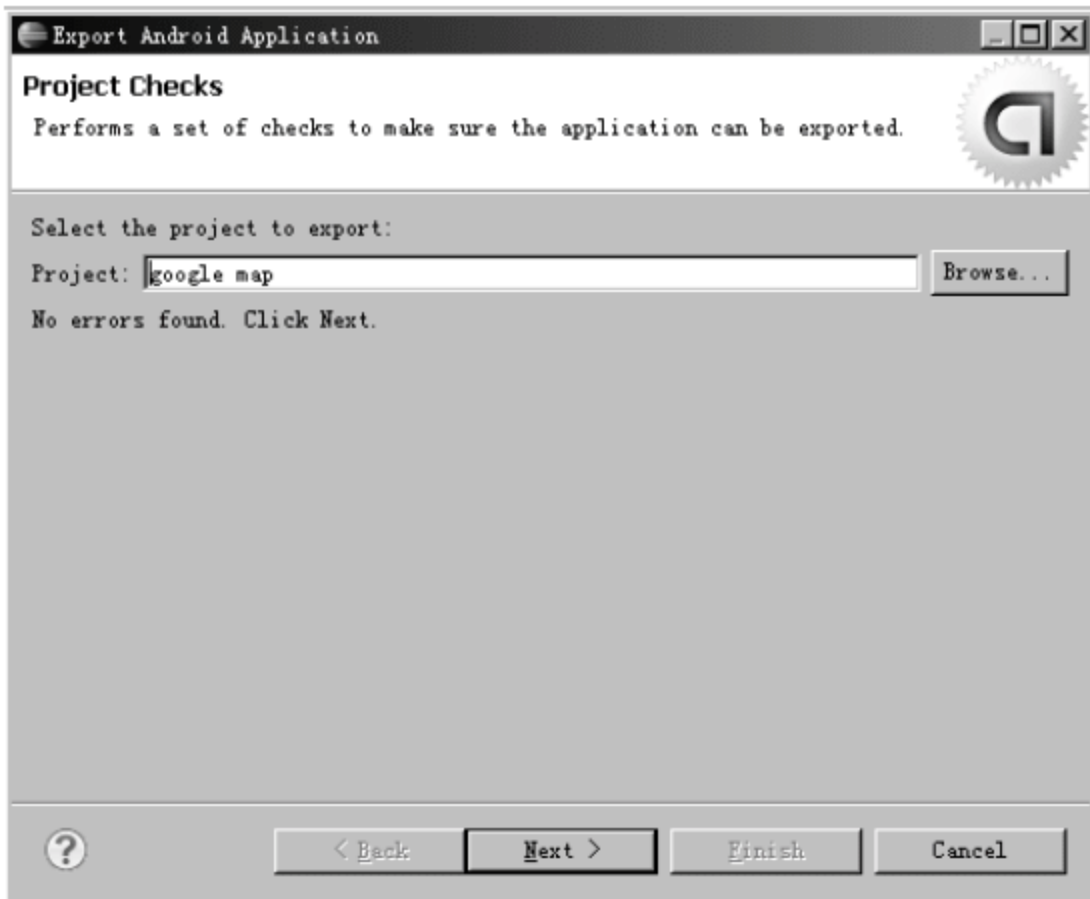 Export Android Application
Project Checks
Performs a set of checks to make sure the application can be exported.
Select the project to export:
Project: google map Browse...
No errors found. Click Next.
? < Back Next > Finish Cancel